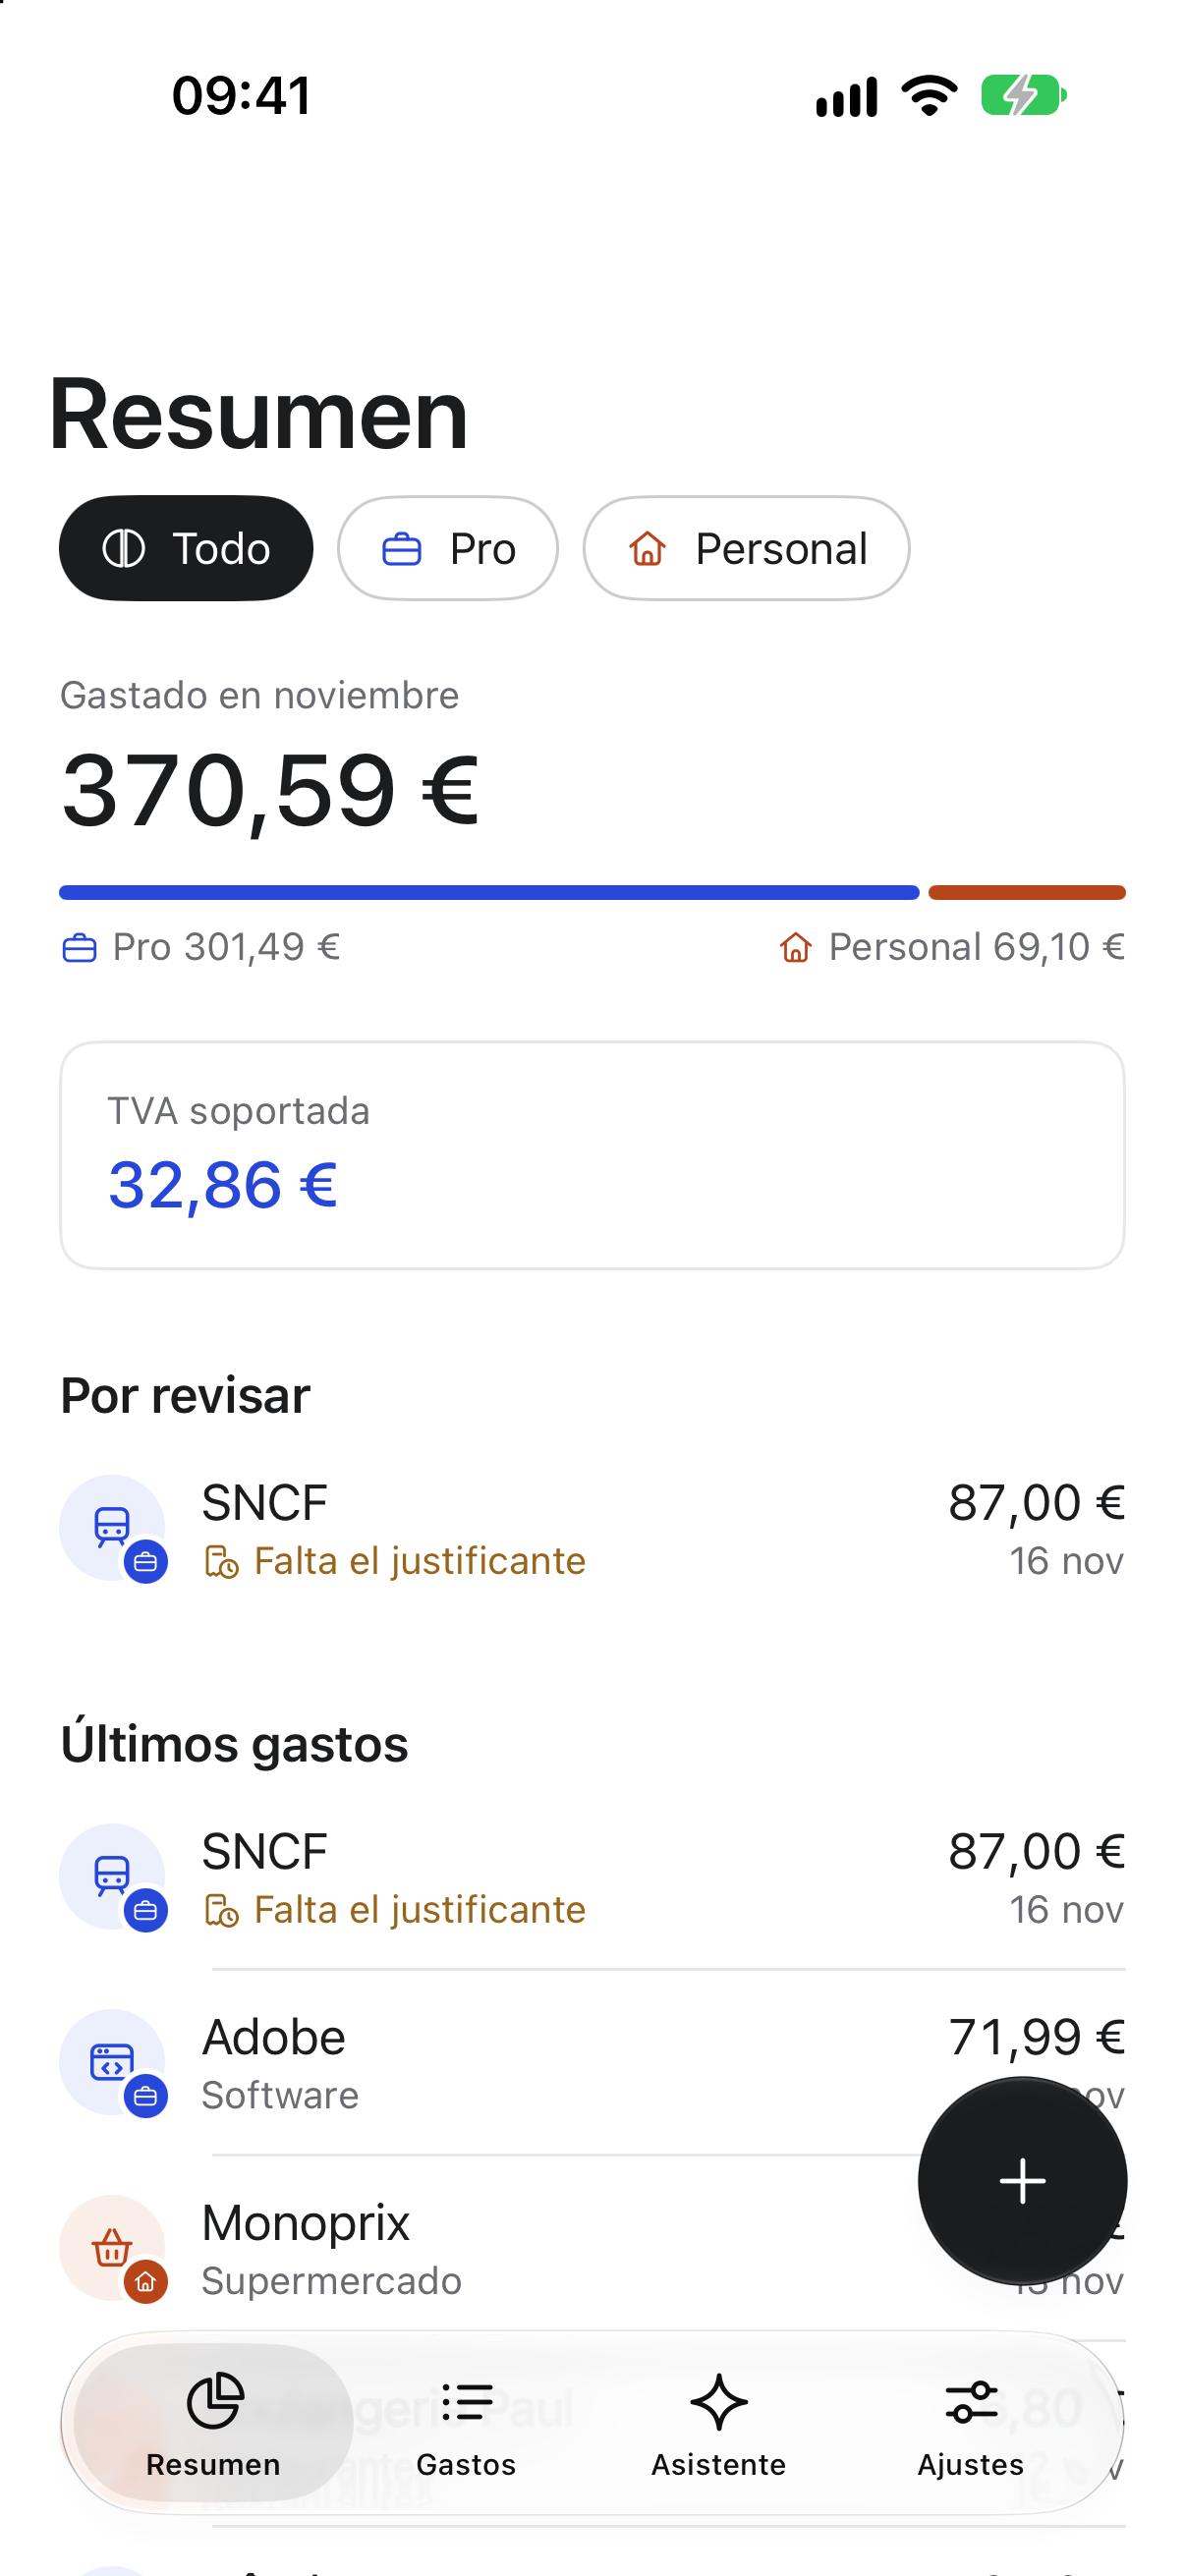 09:41
Resumen
Todo
Pro
Personal
Gastado en noviembre
370,59 €
Pro 301,49 €
Personal 69,10 €
TVA soportada
32,86 €
Por revisar
SNCF
87,00 €
Falta el justificante
16 nov
Últimos gastos
SNCF
87,00 €
Falta el justificante
16 nov
Adobe
71,99 €
Software
Monoprix
Supermercado
nov
Paul
Resumen
Gastos
Asistente
Ajustes